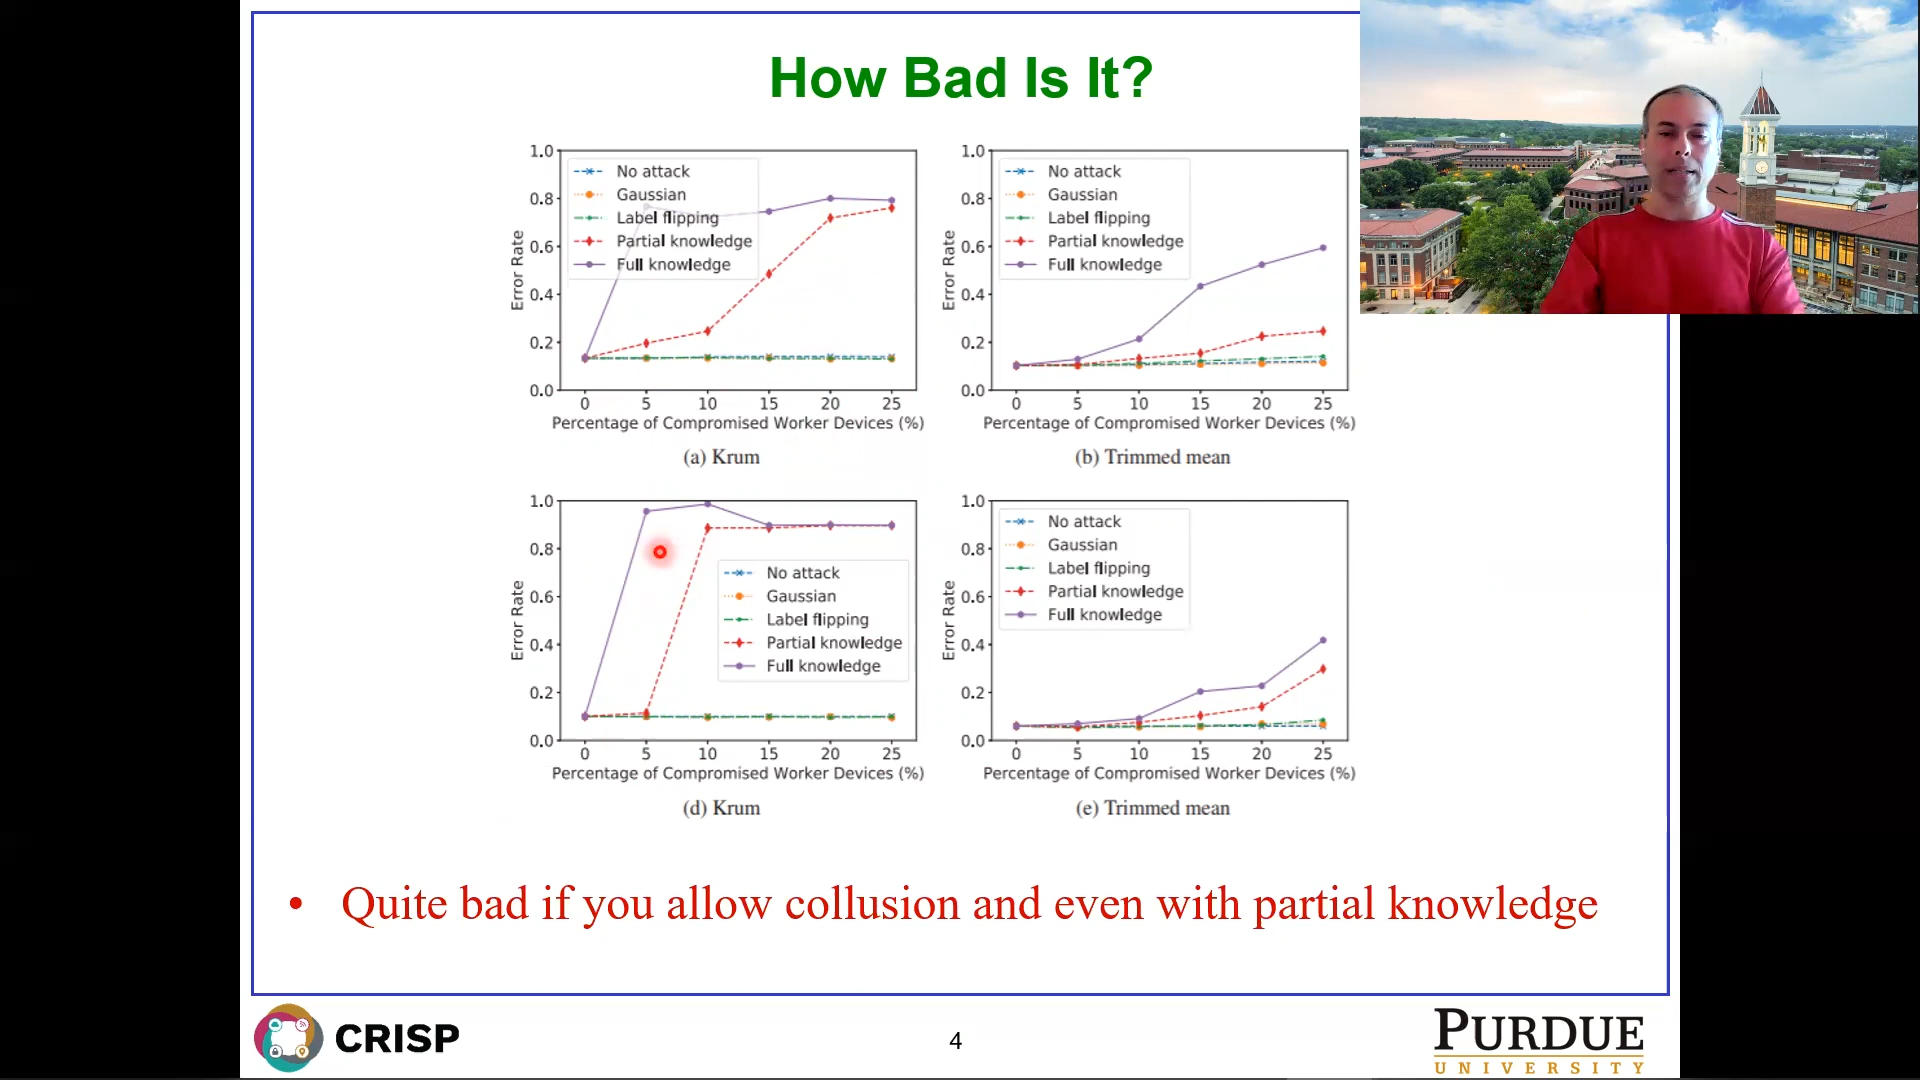 How Bad Is It?
1.0
0.8
0.6
0.4
0.2
0.0
Error Rate
No attack
Gaussian
Label flipping
Partial knowledge
Full knowledge
0 5 10 15 20 25
Percentage of Compromised Worker Devices (%)
(a) Krum
1.0
0.8
0.6
0.4
0.2
0.0
Error Rate
No attack
Gaussian
Label flipping
Partial knowledge
Full knowledge
0 5 10 15 20 25
Percentage of Compromised Worker Devices (%)
(b) Trimmed mean
1.0
0.8
0.6
0.4
0.2
0.0
Error Rate
No attack
Gaussian
Label flipping
Partial knowledge
Full knowledge
0 5 10 15 20 25
Percentage of Compromised Worker Devices (%)
(d) Krum
1.0
0.8
0.6
0.4
0.2
0.0
Error Rate
No attack
Gaussian
Label flipping
Partial knowledge
Full knowledge
0 5 10 15 20 25
Percentage of Compromised Worker Devices (%)
(e) Trimmed mean
• Quite bad if you allow collusion and even with partial knowledge
CRISP
4
PURDUE
UNIVERSITY